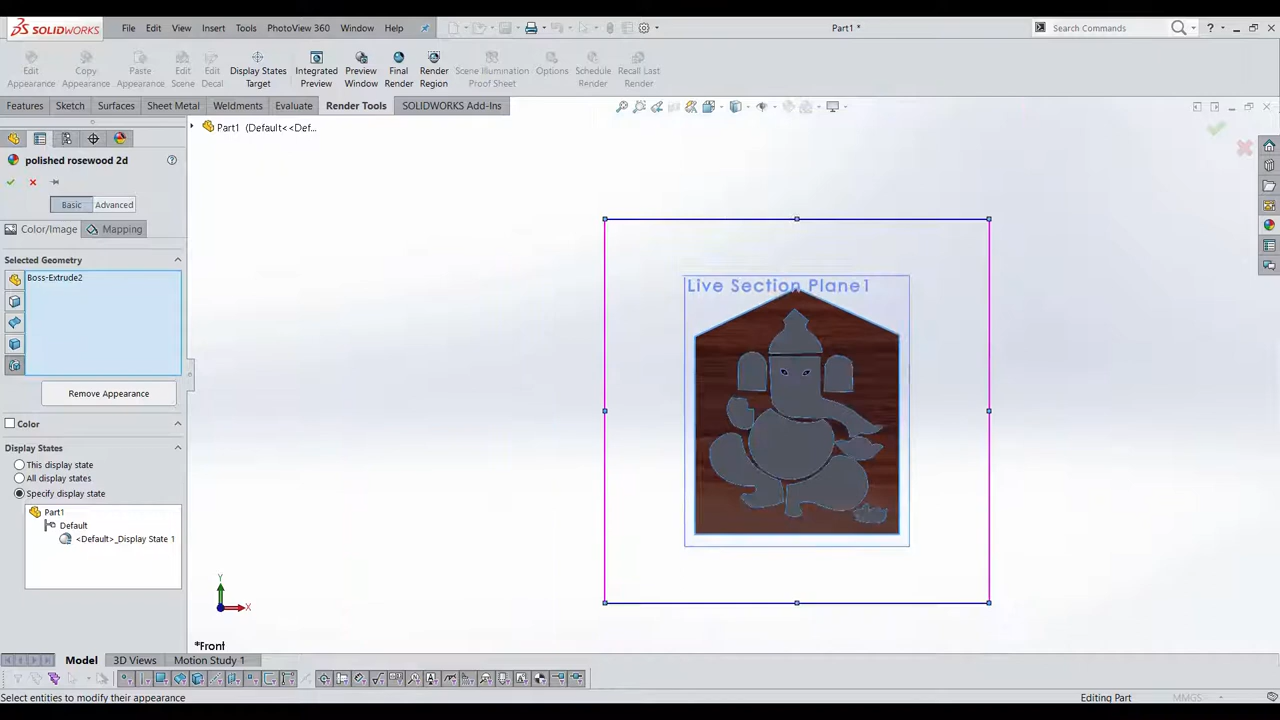 SOLIDWORKS File Edit View Insert Tools PhotoView 360 Window Help Part1 * Search Commands ?
Edit Appearance Copy Appearance Paste Appearance Edit Scene Edit Decal Display States Target Integrated Preview Preview Window Final Render Render Region Scene Illumination Proof Sheet Options Schedule Render Recall Last Render
Features Sketch Surfaces Sheet Metal Weldments Evaluate Render Tools SOLIDWORKS Add-Ins
Part1 (Default<<Def...
polished rosewood 2d ?
Basic Advanced
Color/Image Mapping
Selected Geometry
Boss-Extrude2
Live Section Plane1
Remove Appearance
Color
Display States
This display state
All display states
Specify display state
Part1
Default
<Default>_Display State 1
Y
X
*Front
Model 3D Views Motion Study 1
Select entities to modify their appearance Editing Part MMGS